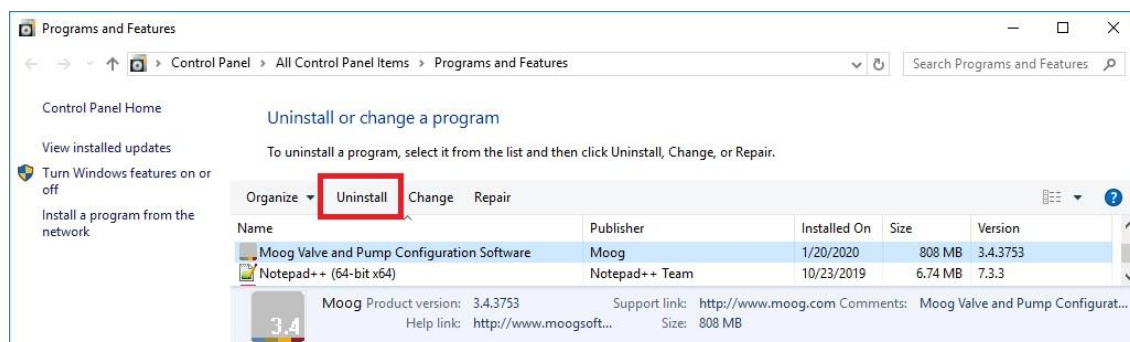 Programs and Features
Control Panel > All Control Panel Items > Programs and Features
Search Programs and Features
Control Panel Home
View installed updates
Turn Windows features on or
off
Install a program from the
network
Uninstall or change a program
To uninstall a program, select it from the list and then click Uninstall, Change, or Repair.
Organize Uninstall Change Repair
Name Publisher Installed On Size Version
Moog Valve and Pump Configuration Software Moog 1/20/2020 808 MB 3.4.3753
Notepad++ (64-bit x64) Notepad++ Team 10/23/2019 6.74 MB 7.3.3
3.4
Moog Product version: 3.4.3753 Support link: http://www.moog.com Comments: Moog Valve and Pump Configurat...
Help link: http://www.moogsoft... Size: 808 MB